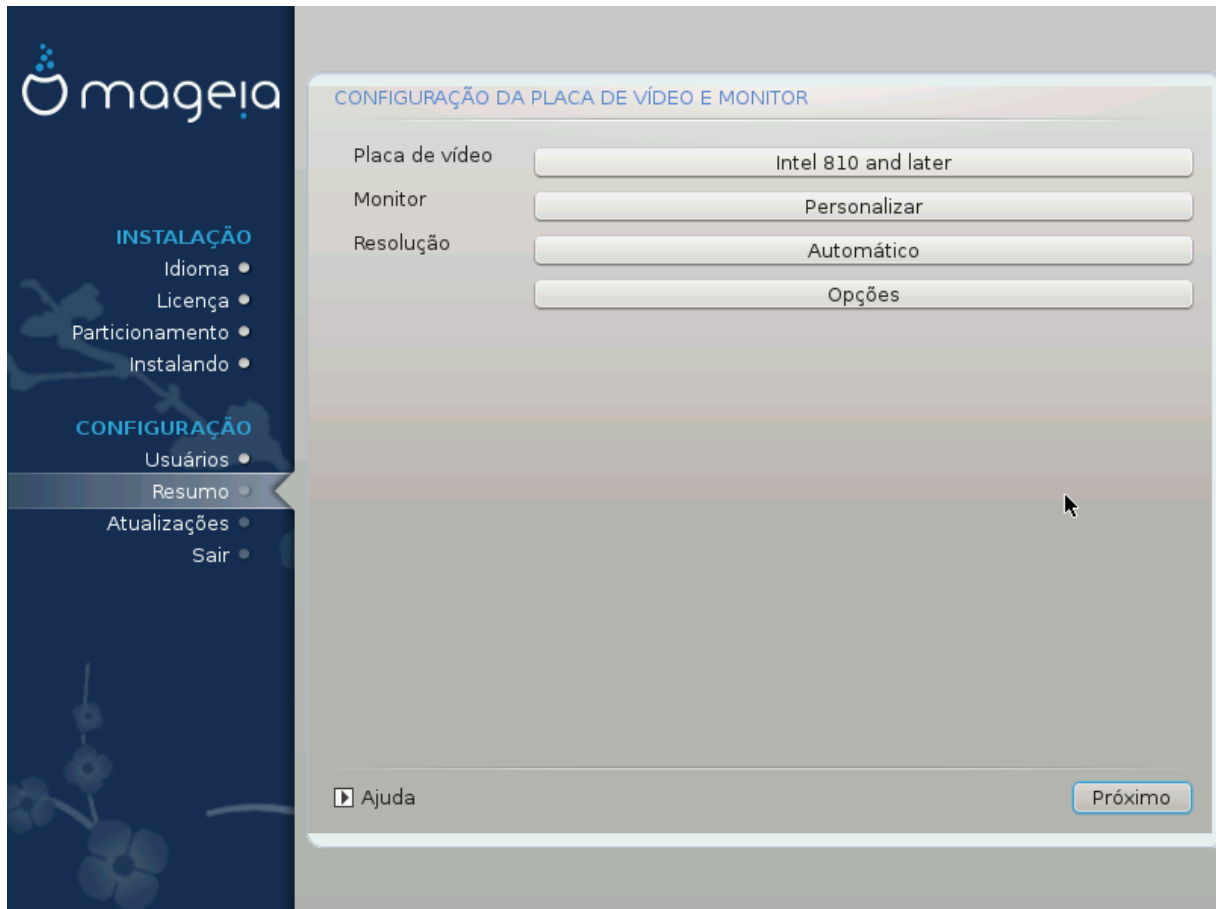 mageia
INSTALAÇÃO
Idioma
Licença
Particionamento
Instalando
CONFIGURAÇÃO
Usuários
Resumo
Atualizações
Sair
CONFIGURAÇÃO DA PLACA DE VÍDEO E MONITOR
Placa de vídeo Intel 810 and later
Monitor Personalizar
Resolução Automático
Opções
Ajuda Próximo